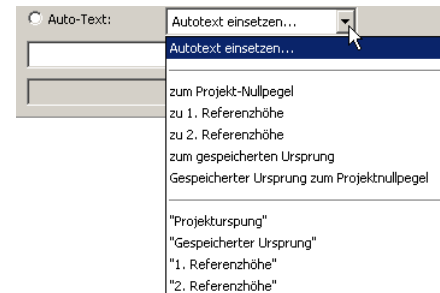 Auto-Text:
Autotext einsetzen...
Autotext einsetzen...
zum Projekt-Nullpegel
zu 1. Referenzhöhe
zu 2. Referenzhöhe
zum gespeicherten Ursprung
Gespeicherter Ursprung zum Projektnullpegel
"Projekturspung"
"Gespeicherter Ursprung"
"1. Referenzhöhe"
"2. Referenzhöhe"